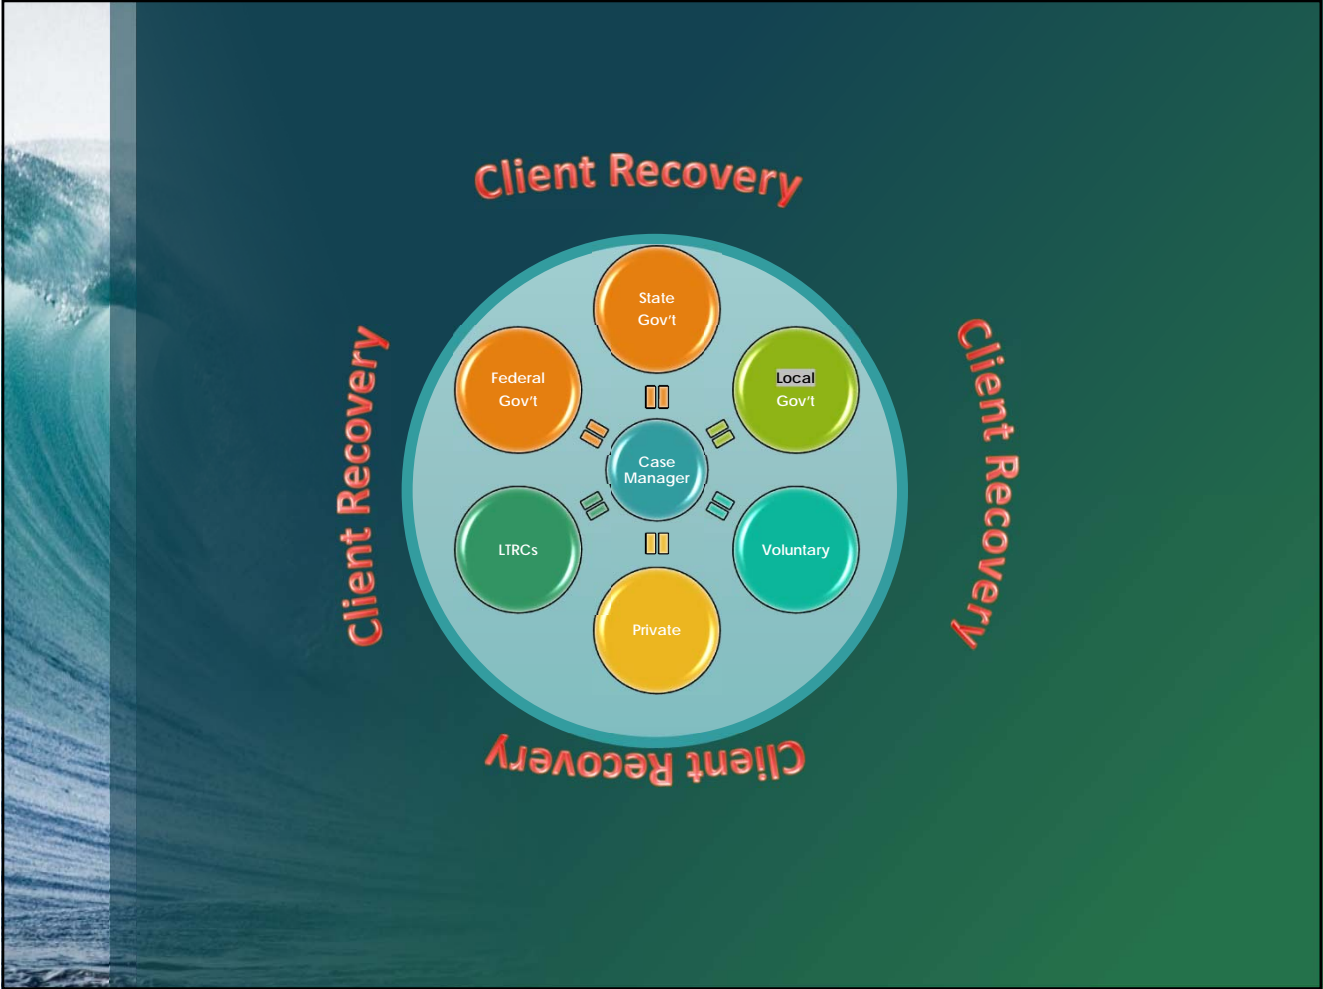 Client Recovery
State
Gov't
Federal
Gov't
Local
Gov't
Client Recovery
Client Recovery
Case
Manager
LTRCs
Voluntary
Private
Client Recovery